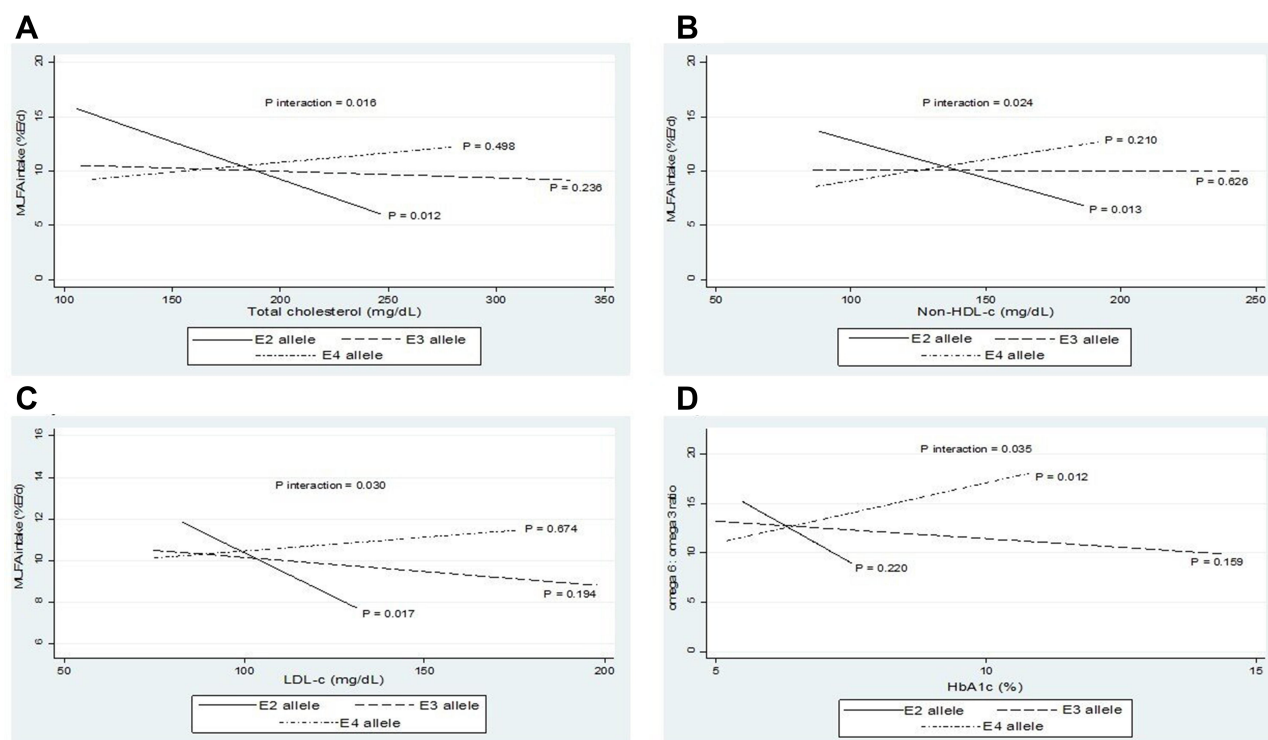 A
20
15
10
5
0
MUFA intake (%E/d)
P interaction = 0.016
P = 0.498
P = 0.236
P = 0.012
100 150 200 250 300 350
Total cholesterol (mg/dL)
E2 allele E3 allele
E4 allele
B
20
15
10
5
0
MUFA intake (%E/d)
P interaction = 0.024
P = 0.210
P = 0.626
P = 0.013
50 100 150 200 250
Non-HDL-c (mg/dL)
E2 allele E3 allele
E4 allele
C
16
14
12
10
8
6
MUFA intake (%E/d)
P interaction = 0.030
P = 0.674
P = 0.194
P = 0.017
50 100 150 200
LDL-c (mg/dL)
E2 allele E3 allele
E4 allele
D
20
15
10
5
0
omega 6 : omega 3 ratio
P interaction = 0.035
P = 0.012
P = 0.159
P = 0.220
5 10 15
HbA1c (%)
E2 allele E3 allele
E4 allele